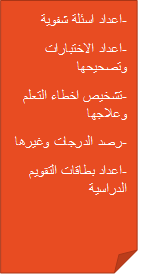 -اعداد اسئلة شفوية
-اعداد الاختبارات
وتصحيحها
-تشخيص اخطاء التعلم
وعلاجها
-رصد الدرجات وغيرها
-اعداد بطاقات التقويم
الدراسية